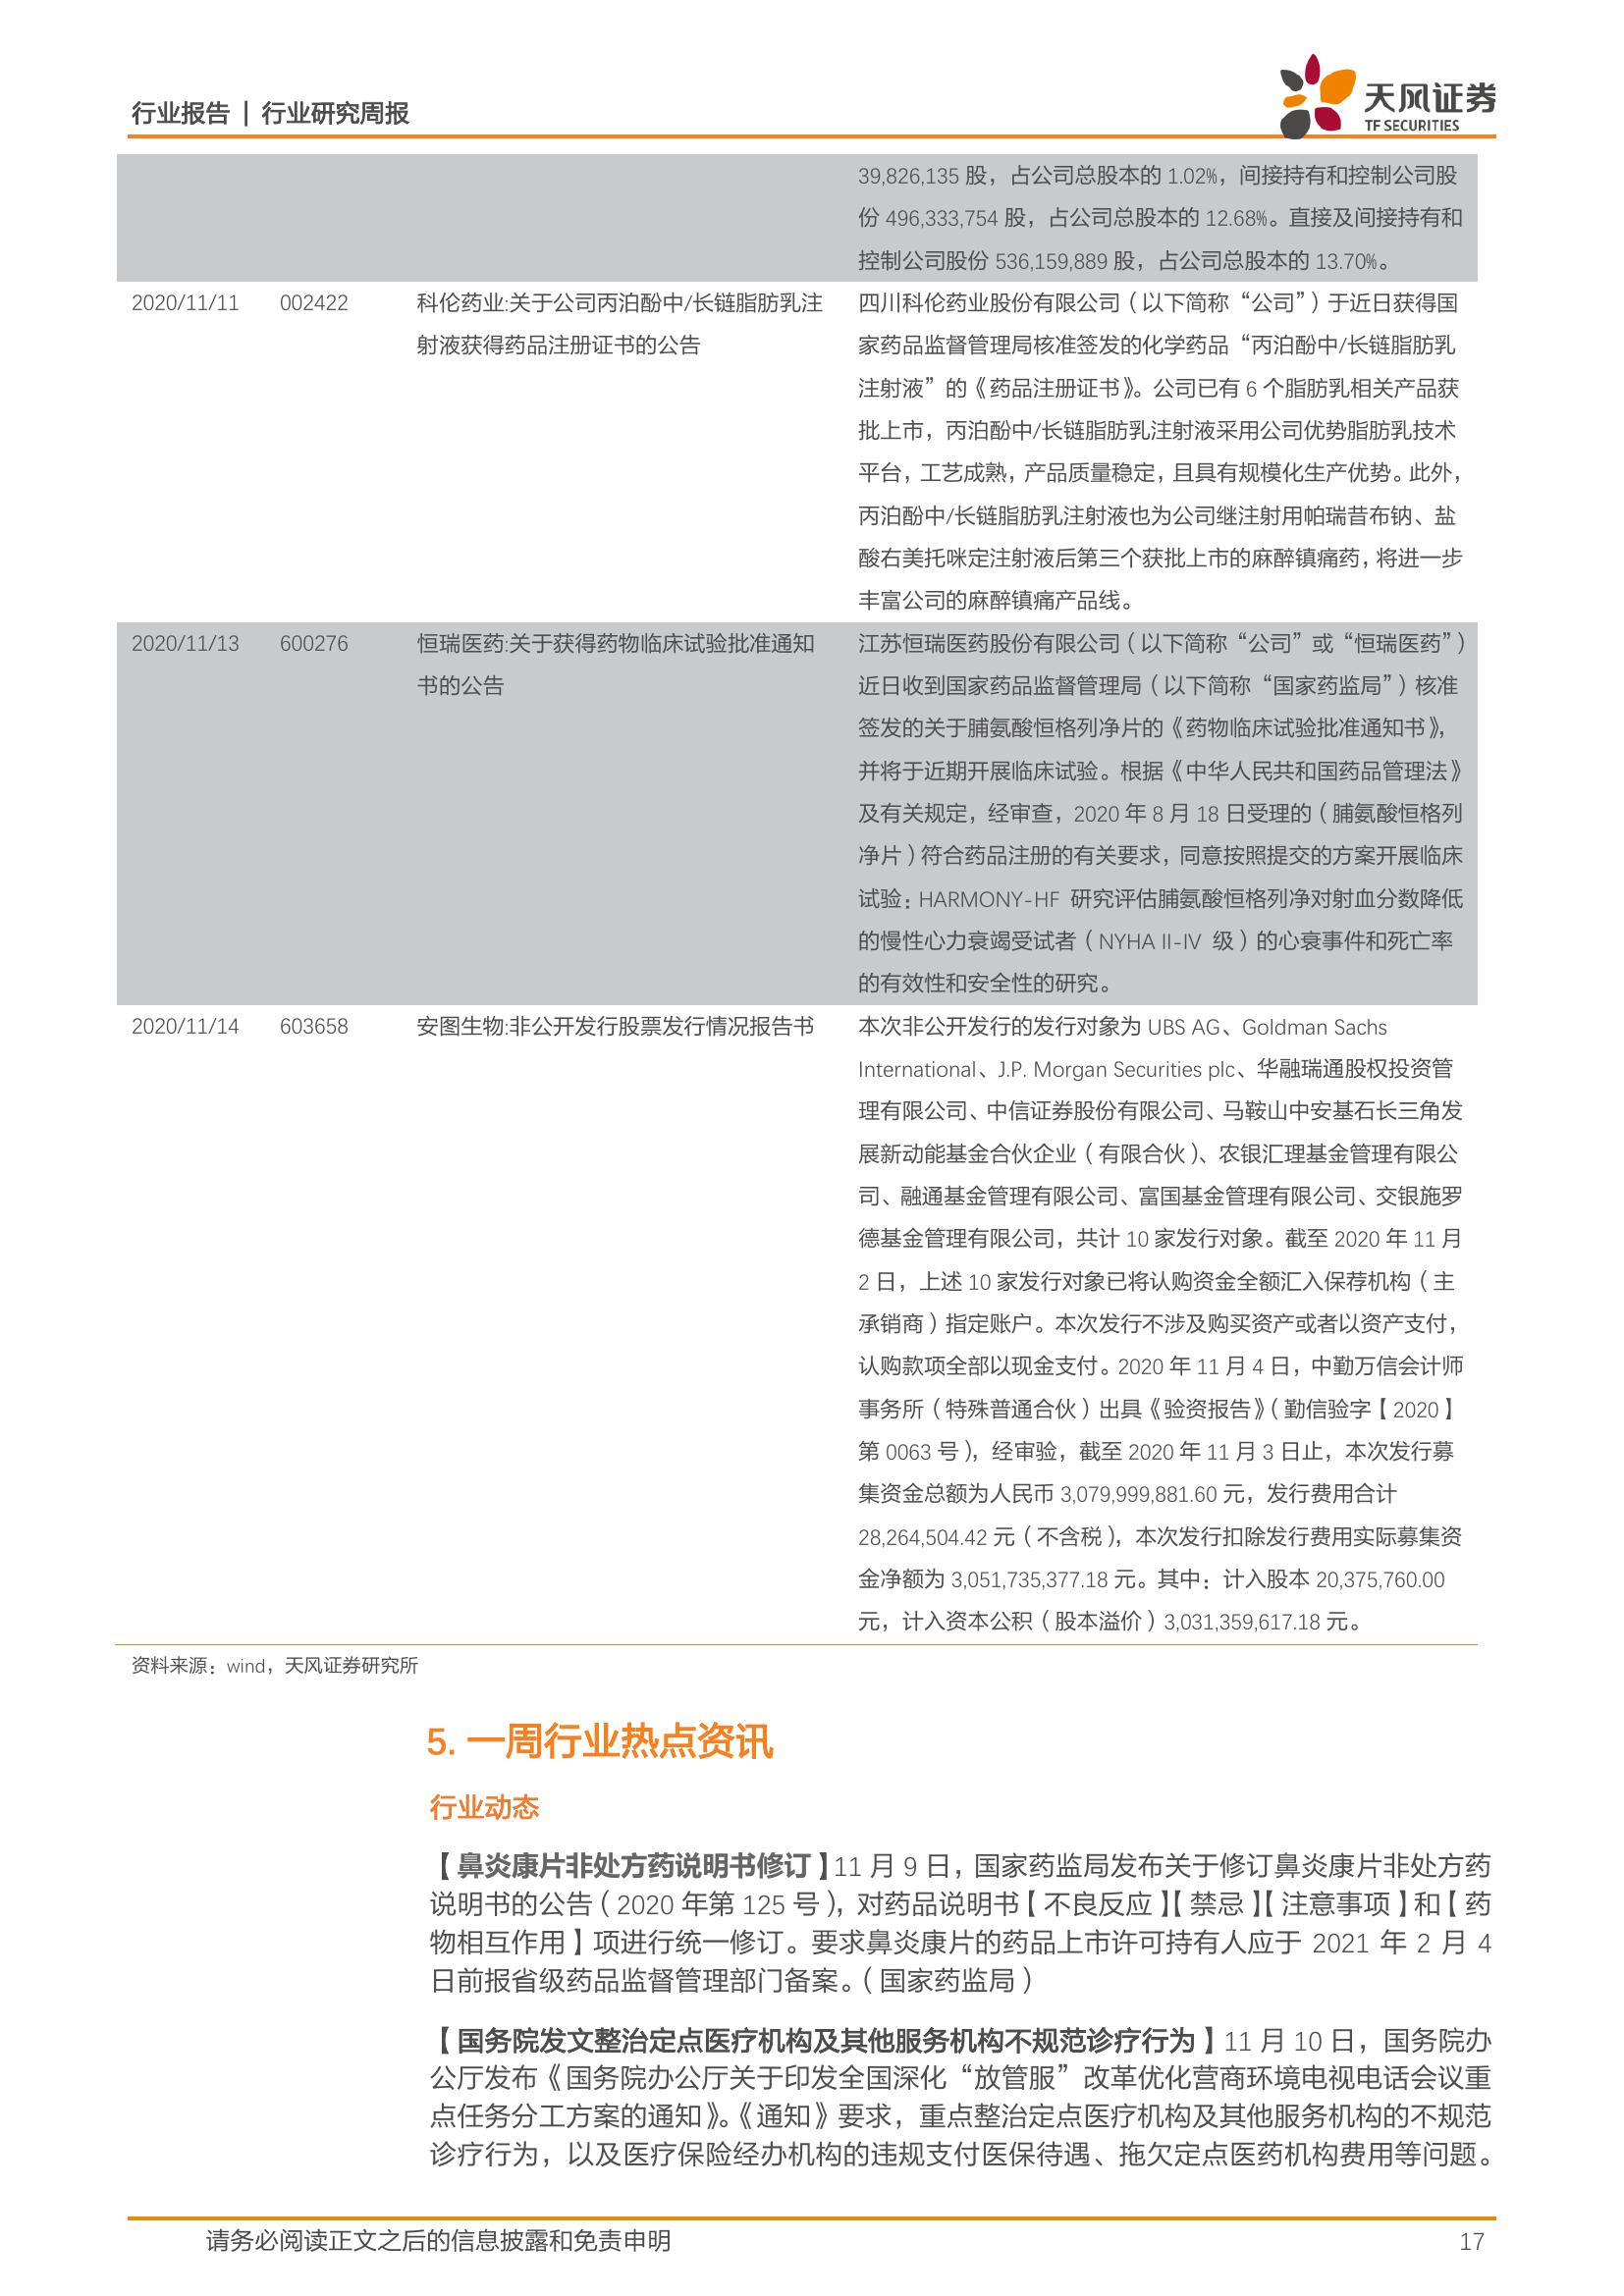 行业报告 | 行业研究周报
天风证券
TF SECURITIES
39,826,135 股，占公司总股本的 1.02%，间接持有和控制公司股
份 496,333,754 股，占公司总股本的 12.68%。直接及间接持有和
控制公司股份 536,159,889 股，占公司总股本的 13.70%。
2020/11/11 002422 科伦药业:关于公司丙泊酚中/长链脂肪乳注
射液获得药品注册证书的公告
四川科伦药业股份有限公司（以下简称“公司”）于近日获得国
家药品监督管理局核准签发的化学药品“丙泊酚中/长链脂肪乳
注射液”的《药品注册证书》。公司已有 6 个脂肪乳相关产品获
批上市，丙泊酚中/长链脂肪乳注射液采用公司优势脂肪乳技术
平台，工艺成熟，产品质量稳定，且具有规模化生产优势。此外，
丙泊酚中/长链脂肪乳注射液也为公司继注射用帕瑞昔布钠、盐
酸右美托咪定注射液后第三个获批上市的麻醉镇痛药，将进一步
丰富公司的麻醉镇痛产品线。
2020/11/13 600276 恒瑞医药:关于获得药物临床试验批准通知
书的公告
江苏恒瑞医药股份有限公司（以下简称“公司”或“恒瑞医药”）
近日收到国家药品监督管理局（以下简称“国家药监局”）核准
签发的关于脯氨酸恒格列净片的《药物临床试验批准通知书》，
并将于近期开展临床试验。根据《中华人民共和国药品管理法》
及有关规定，经审查，2020 年 8 月 18 日受理的（脯氨酸恒格列
净片）符合药品注册的有关要求，同意按照提交的方案开展临床
试验：HARMONY-HF 研究评估脯氨酸恒格列净对射血分数降低
的慢性心力衰竭受试者（NYHA II-IV 级）的心衰事件和死亡率
的有效性和安全性的研究。
2020/11/14 603658 安图生物:非公开发行股票发行情况报告书
本次非公开发行的发行对象为 UBS AG、Goldman Sachs
International、J.P. Morgan Securities plc、华融瑞通股权投资管
理有限公司、中信证券股份有限公司、马鞍山中安基石长三角发
展新动能基金合伙企业（有限合伙）、农银汇理基金管理有限公
司、融通基金管理有限公司、富国基金管理有限公司、交银施罗
德基金管理有限公司，共计 10 家发行对象。截至 2020 年 11 月
2 日，上述 10 家发行对象已将认购资金全额汇入保荐机构（主
承销商）指定账户。本次发行不涉及购买资产或者以资产支付，
认购款项全部以现金支付。2020 年 11 月 4 日，中勤万信会计师
事务所（特殊普通合伙）出具《验资报告》（勤信验字【2020】
第 0063 号），经审验，截至 2020 年 11 月 3 日止，本次发行募
集资金总额为人民币 3,079,999,881.60 元，发行费用合计
28,264,504.42 元（不含税），本次发行扣除发行费用实际募集资
金净额为 3,051,735,377.18 元。其中：计入股本 20,375,760.00
元，计入资本公积（股本溢价）3,031,359,617.18 元。
资料来源：wind，天风证券研究所
5. 一周行业热点资讯
行业动态
【鼻炎康片非处方药说明书修订】11 月 9 日，国家药监局发布关于修订鼻炎康片非处方药
说明书的公告（2020 年第 125 号），对药品说明书【不良反应】【禁忌】【注意事项】和【药
物相互作用】项进行统一修订。要求鼻炎康片的药品上市许可持有人应于 2021 年 2 月 4
日前报省级药品监督管理部门备案。（国家药监局）
【国务院发文整治定点医疗机构及其他服务机构不规范诊疗行为】11 月 10 日，国务院办
公厅发布《国务院办公厅关于印发全国深化“放管服”改革优化营商环境电视电话会议重
点任务分工方案的通知》。《通知》要求，重点整治定点医疗机构及其他服务机构的不规范
诊疗行为，以及医疗保险经办机构的违规支付医保待遇、拖欠定点医药机构费用等问题。
请务必阅读正文之后的信息披露和免责申明
17